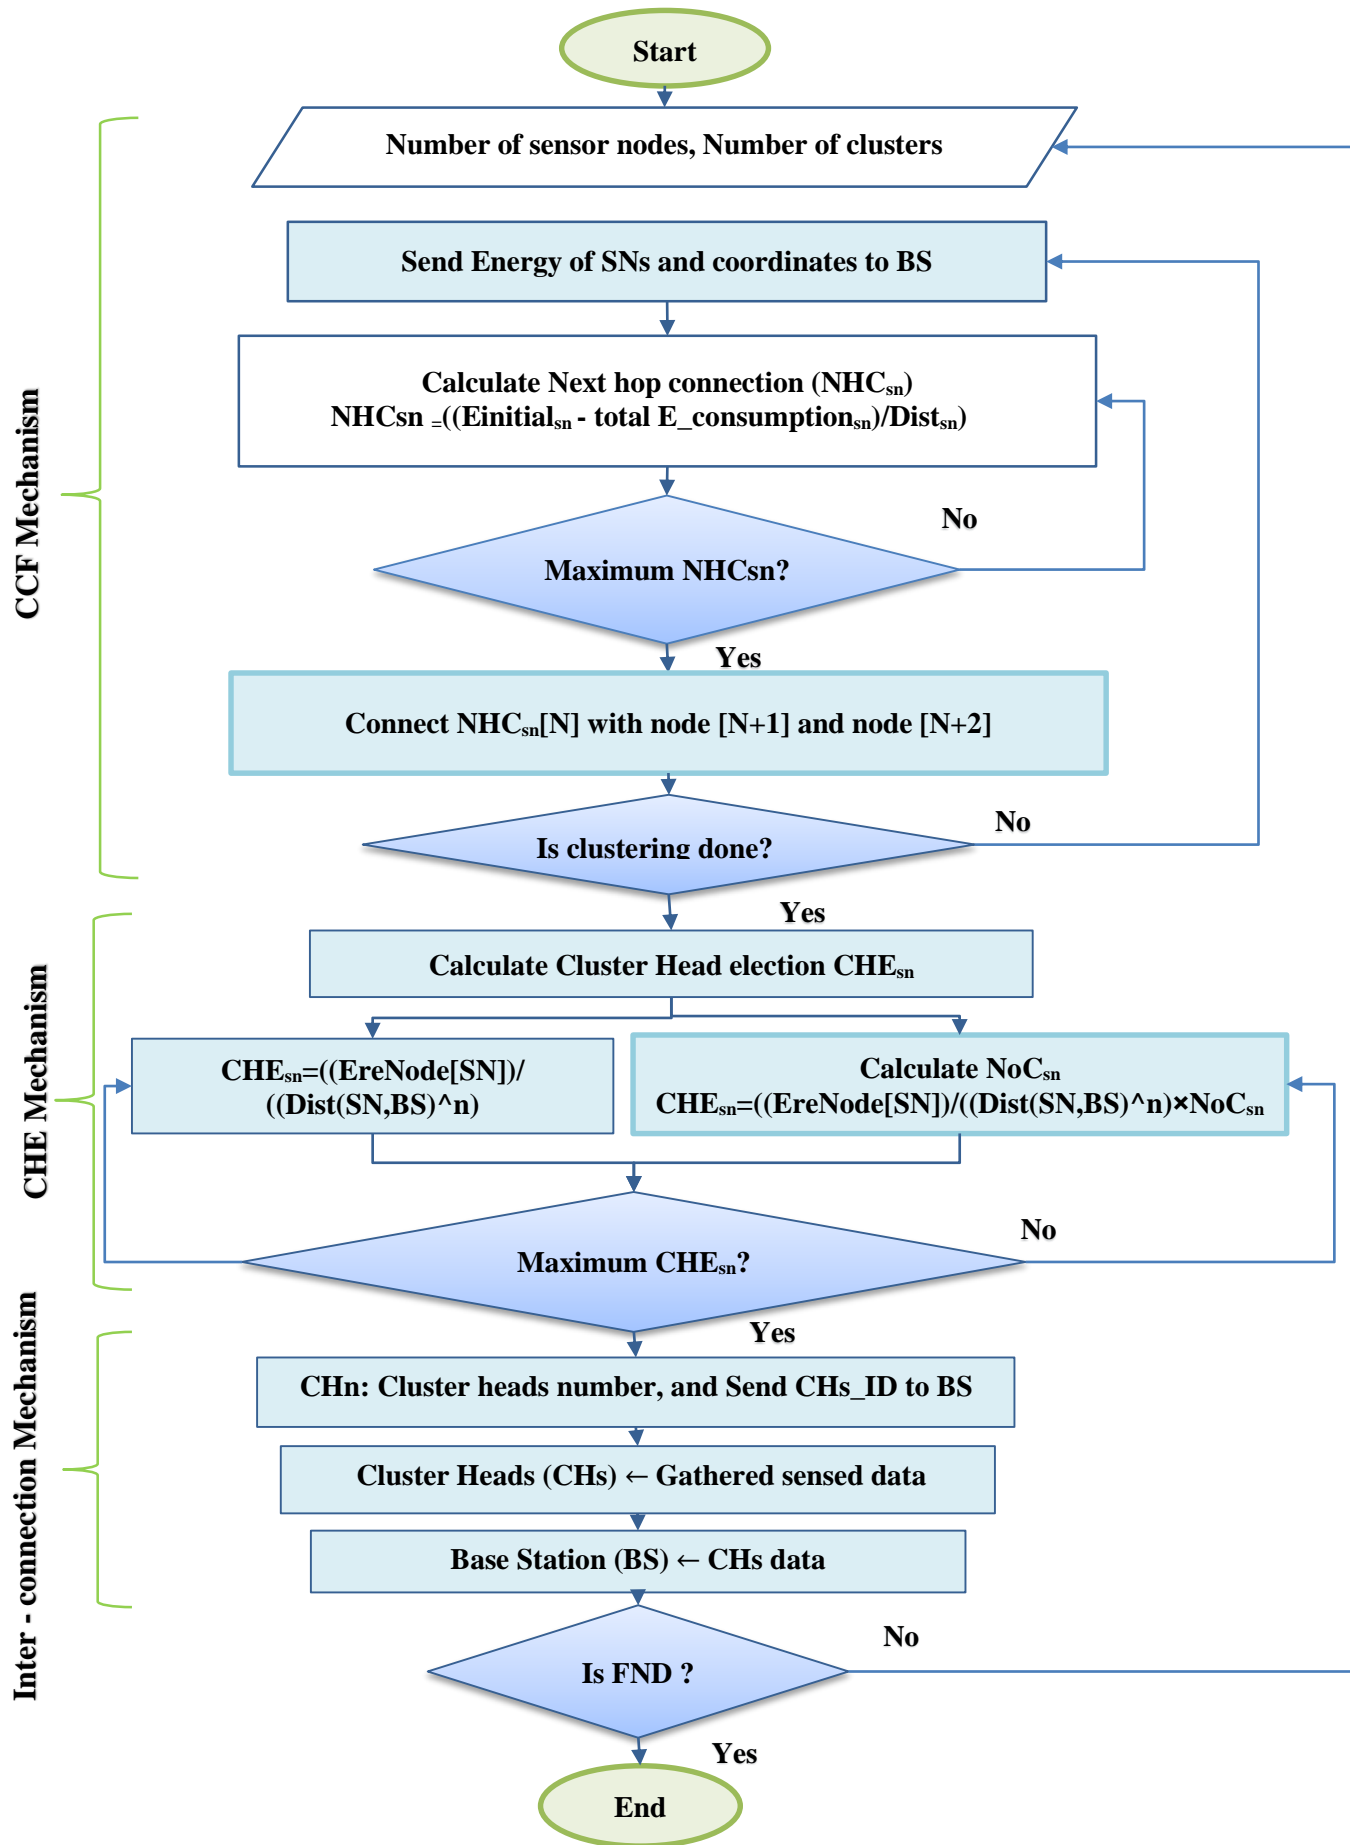 Start
Number of sensor nodes, Number of clusters
Send Energy of SNs and coordinates to BS
Calculate Next hop connection (NHCsn)
NHCsn =((Einitialsn - total E_consumptionsn)/Distsn)
No
Maximum NHCsn?
Yes
Connect NHCsn[N] with node [N+1] and node [N+2]
No
Is clustering done?
Yes
CCF Mechanism
Calculate Cluster Head election CHEsn
CHEsn=((EreNode[SN])/
((Dist(SN,BS)^n)
Calculate NoCsn
CHEsn=((EreNode[SN])/((Dist(SN,BS)^n)×NoCsn
No
Maximum CHEsn?
Yes
CHE Mechanism
CHn: Cluster heads number, and Send CHs_ID to BS
Cluster Heads (CHs) ← Gathered sensed data
Base Station (BS) ← CHs data
Inter - connection Mechanism
No
Is FND ?
Yes
End